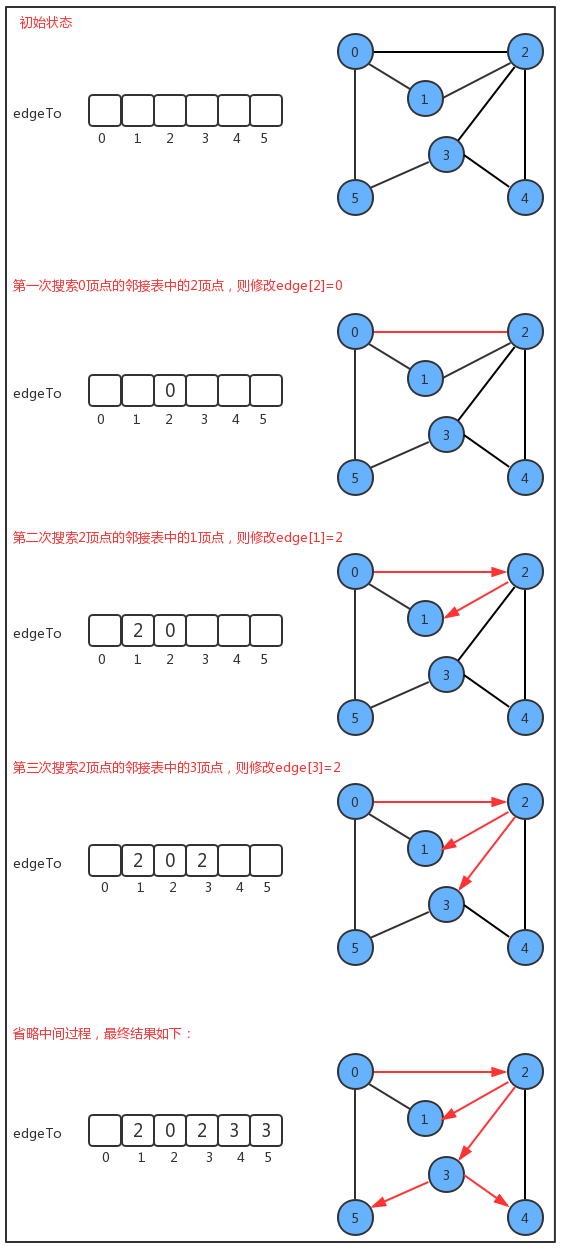 初始状态
0 2
1
edgeTo
0 1 2 3 4 5
3
5 4
第一次搜索0顶点的邻接表中的2顶点，则修改edge[2]=0
0 2
1
edgeTo 0
0 1 2 3 4 5
3
5 4
第二次搜索2顶点的邻接表中的1顶点，则修改edge[1]=2
0 2
1
edgeTo 2 0
0 1 2 3 4 5
3
5 4
第三次搜索2顶点的邻接表中的3顶点，则修改edge[3]=2
0 2
1
edgeTo 2 0 2
0 1 2 3 4 5
3
5 4
省略中间过程，最终结果如下：
0 2
1
edgeTo 2 0 2 3 3
0 1 2 3 4 5
3
5 4